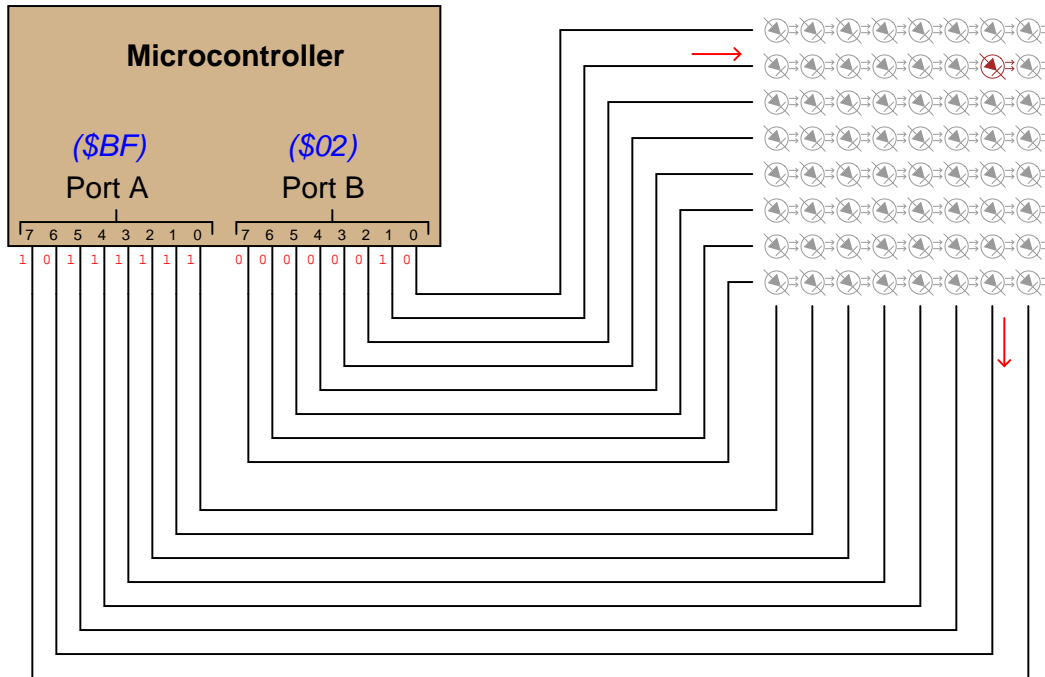 Microcontroller
($BF) ($02)
Port A Port B
7 6 5 4 3 2 1 0 7 6 5 4 3 2 1 0
1 0 1 1 1 1 1 1 0 0 0 0 0 0 1 0